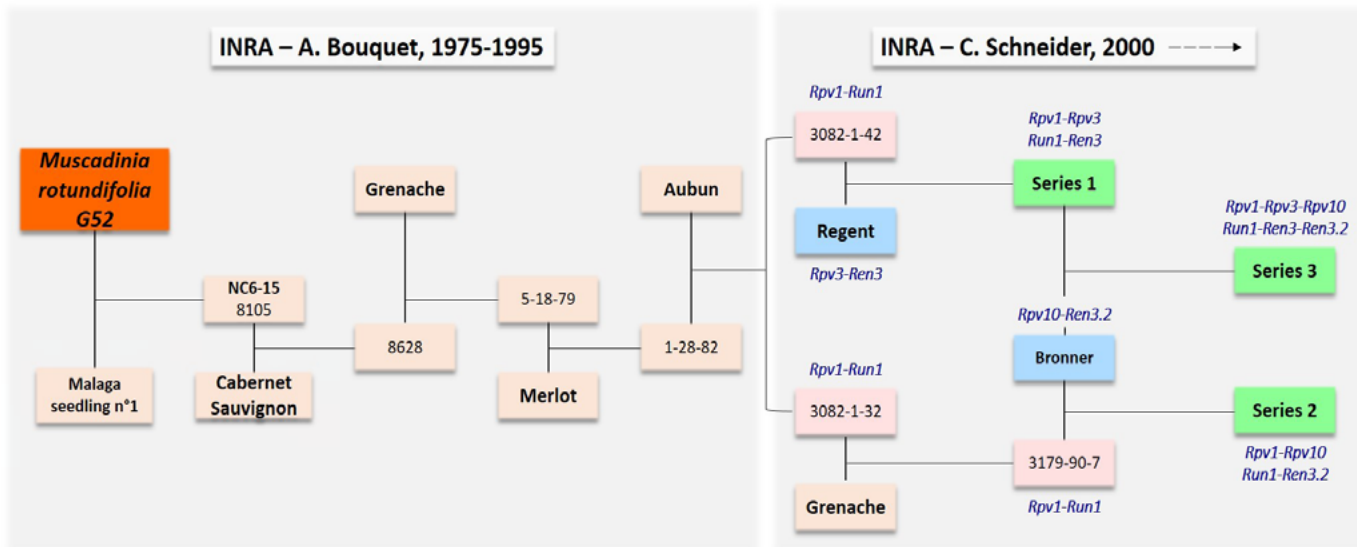 INRA – A. Bouquet, 1975-1995
Muscadinia
rotundifolia
G52
Malaga
seedling n°1
NC6-15
8105
Cabernet
Sauvignon
Grenache
8628
5-18-79
Merlot
Aubun
1-28-82
INRA – C. Schneider, 2000
Rpv1-Run1
3082-1-42
Regent
Rpv3-Ren3
Rpv1-Rpv3
Run1-Ren3
Series 1
Rpv1-Rpv3-Rpv10
Run1-Ren3-Ren3.2
Series 3
Rpv10-Ren3.2
Bronner
Rpv1-Run1
3082-1-32
Grenache
3179-90-7
Rpv1-Run1
Series 2
Rpv1-Rpv10
Run1-Ren3.2